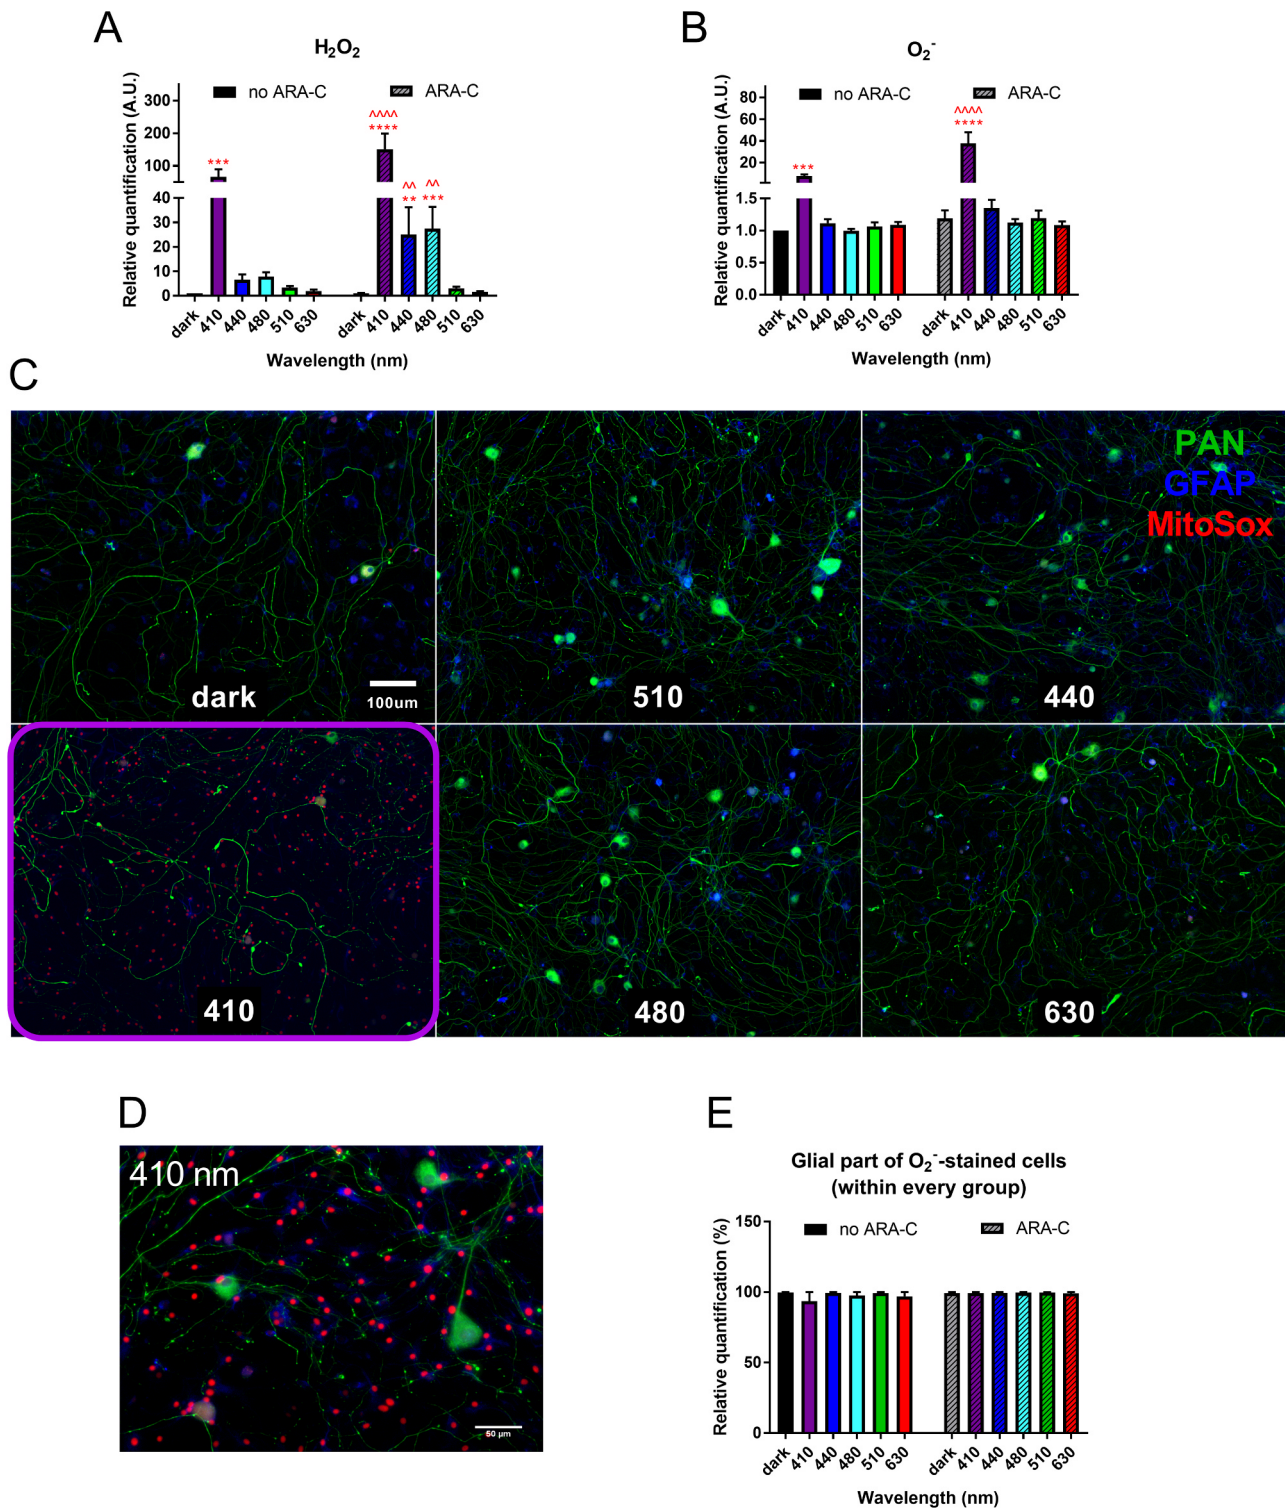 A
H₂O₂
no ARA-C
ARA-C
Relative quantification (A.U.)
300
200
100
40
30
20
10
0
***
^^^^
****
^^
**
^^
***
dark 410 440 480 510 630
dark 410 440 480 510 630
Wavelength (nm)
B
O₂⁻
no ARA-C
ARA-C
Relative quantification (A.U.)
80
60
40
20
1.5
1.0
0.5
0.0
***
^^^^
****
dark 410 440 480 510 630
dark 410 440 480 510 630
Wavelength (nm)
C
PAN
GFAP
MitoSox
dark
100um
510
440
410
480
630
D
410 nm
50 µm
E
Glial part of O₂⁻-stained cells
(within every group)
no ARA-C
ARA-C
Relative quantification (%)
150
100
50
0
dark 410 440 480 510 630
dark 410 440 480 510 630
Wavelength (nm)